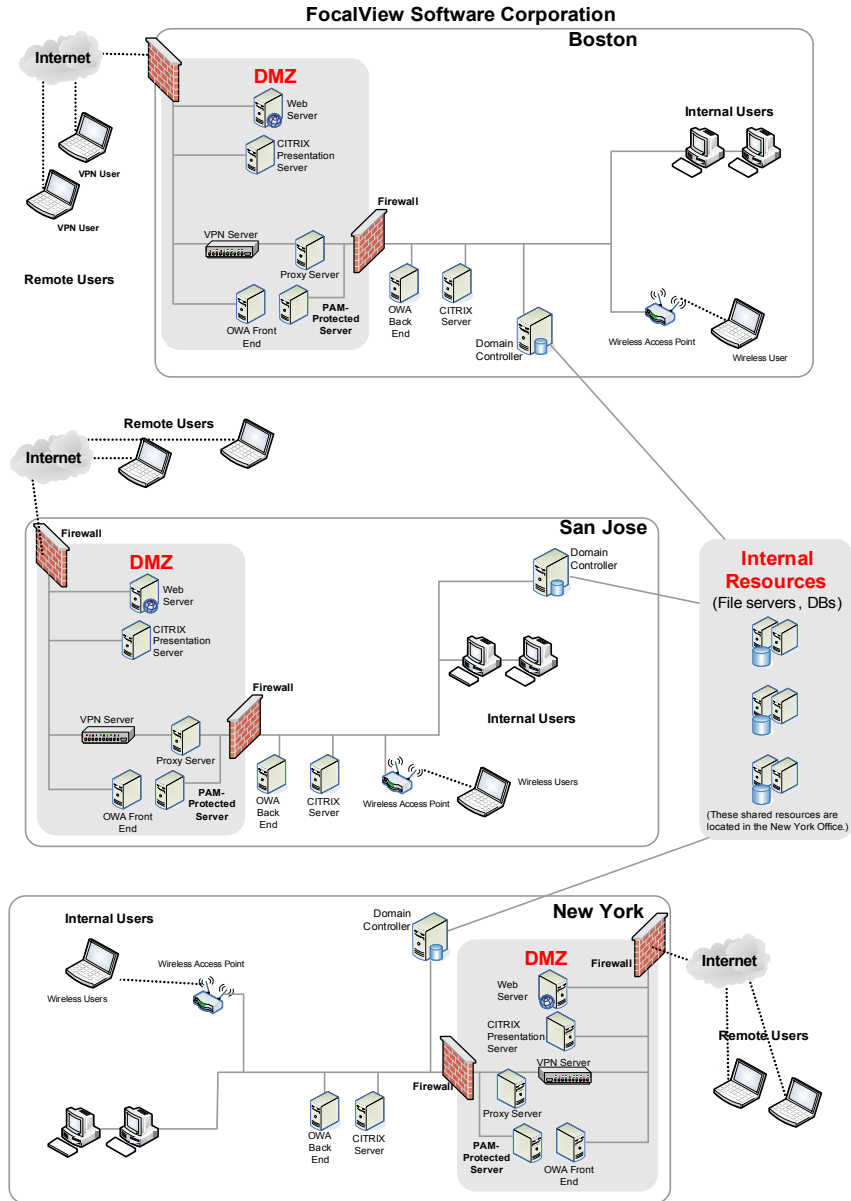 FocalView Software Corporation
Boston
Internet
DMZ
Web
Server
CITRIX
Presentation
Server
Internal Users
VPN User
VPN User
Firewall
VPN Server
Proxy Server
Remote Users
OWA Front
End
PAM-
Protected
Server
OWA
Back
End
CITRIX
Server
Domain
Controller
Wireless Access Point
Wireless User
Remote Users
Internet
San Jose
Firewall
DMZ
Web
Server
CITRIX
Presentation
Server
Domain
Controller
Firewall
VPN Server
Proxy Server
Internal Users
OWA Front
End
PAM-
Protected
Server
OWA
Back
End
CITRIX
Server
Wireless Access Point
Wireless Users
Internal
Resources
(File servers , DBs)
(These shared resources are
located in the New York Office.)
New York
Internal Users
Domain
Controller
DMZ
Firewall
Internet
Wireless Access Point
Wireless Users
Web
Server
CITRIX
Presentation
Server
VPN Server
Remote Users
Firewall
Proxy Server
OWA
Back
End
CITRIX
Server
PAM-
Protected
Server
OWA Front
End